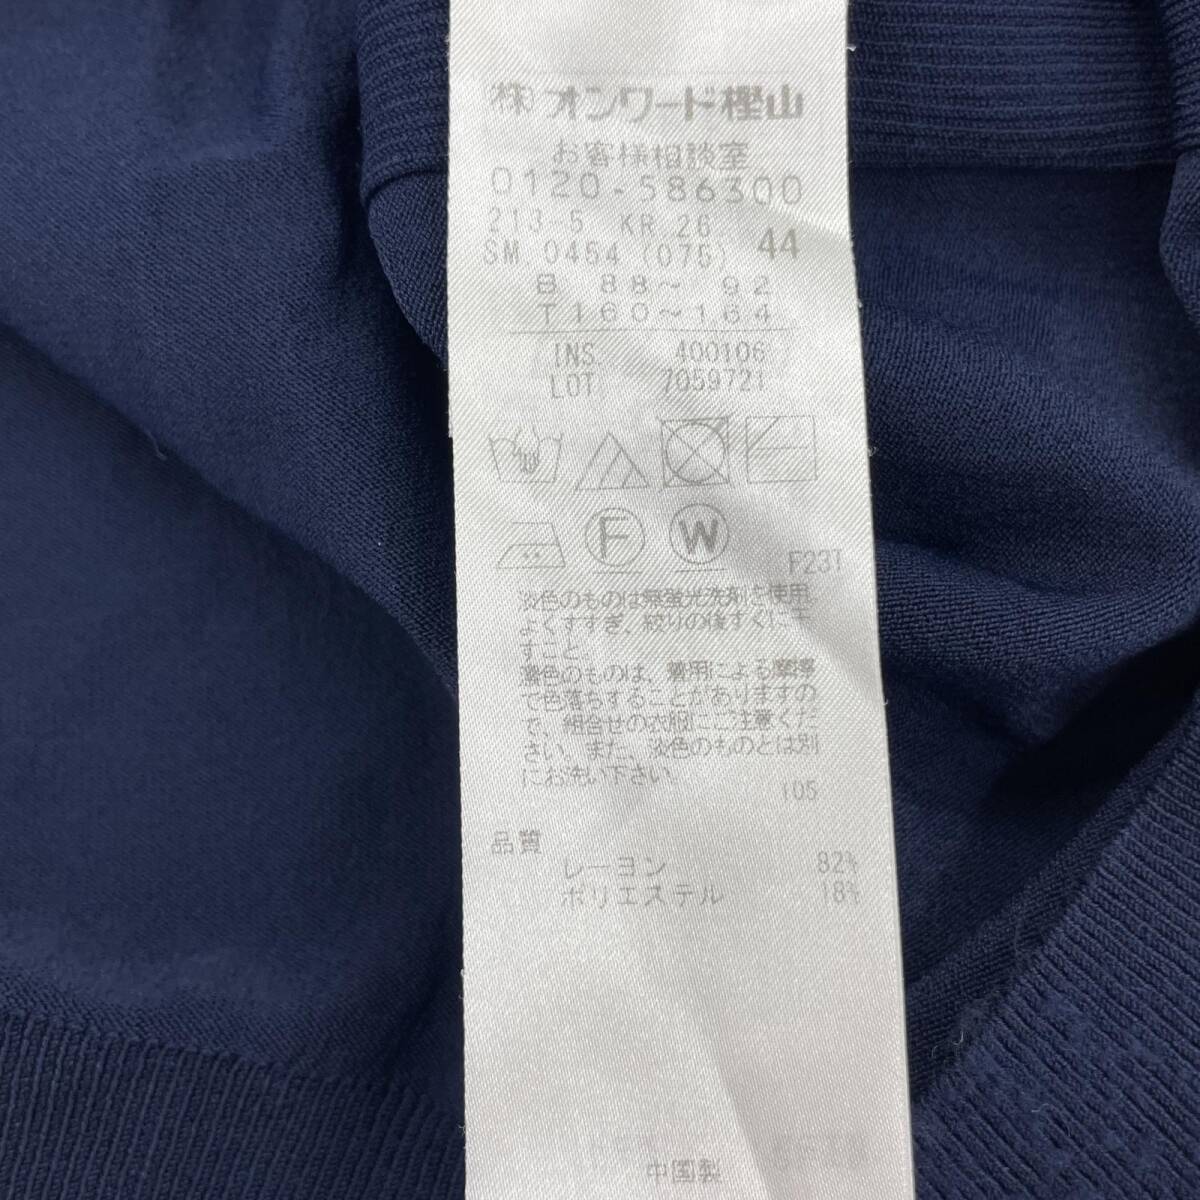 株)オンワード樫山
お客様相談室
0120-586300
213-5 KR 26
SM 0454 (075) 44
B 88～ 92
T160～164
INS. 400106
LOT 7059721
F W
F23T
淡色のものは無蛍光洗剤を使用。
よくすすぎ、絞りの後すぐに干
すこと。
濃色のものは、着用による摩擦
で色落ちすることがありますの
で、組合せの衣服にご注意くだ
さい。また、淡色のものとは別
にお洗い下さい。
105
品質
レーヨン 82%
ポリエステル 18%
中国製